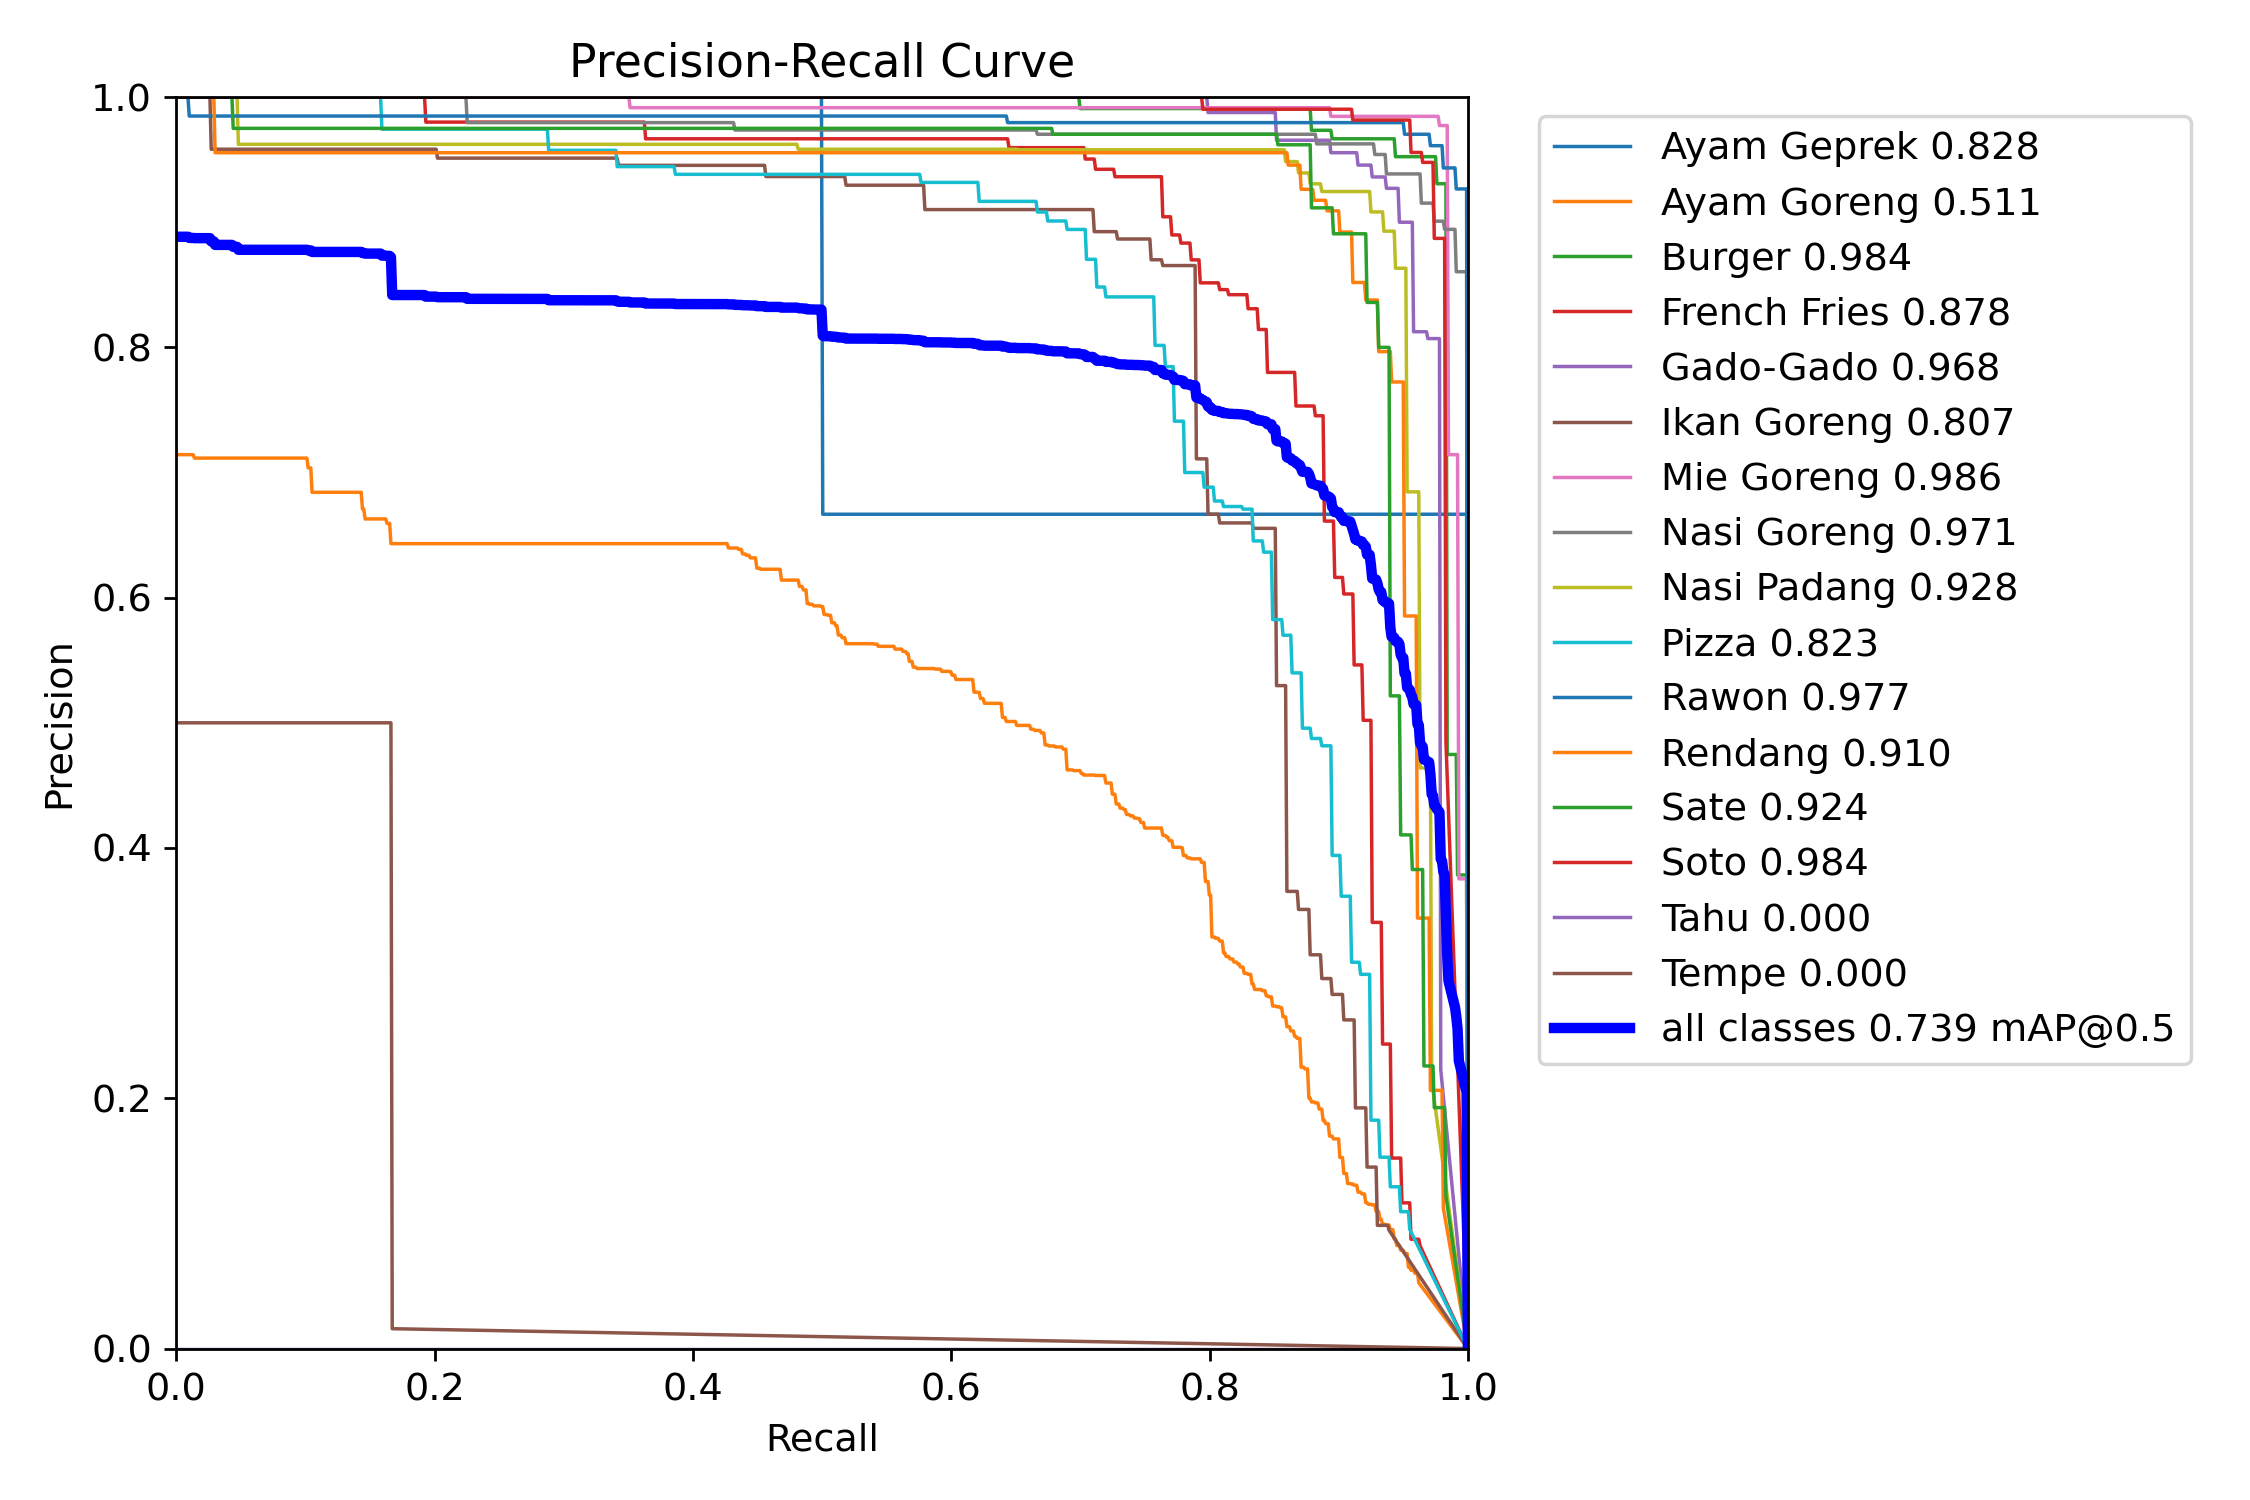 Precision-Recall Curve
1.0
0.8
0.6
0.4
0.2
0.0
Precision
0.0 0.2 0.4 0.6 0.8 1.0
Recall
Ayam Geprek 0.828
Ayam Goreng 0.511
Burger 0.984
French Fries 0.878
Gado-Gado 0.968
Ikan Goreng 0.807
Mie Goreng 0.986
Nasi Goreng 0.971
Nasi Padang 0.928
Pizza 0.823
Rawon 0.977
Rendang 0.910
Sate 0.924
Soto 0.984
Tahu 0.000
Tempe 0.000
all classes 0.739 mAP@0.5